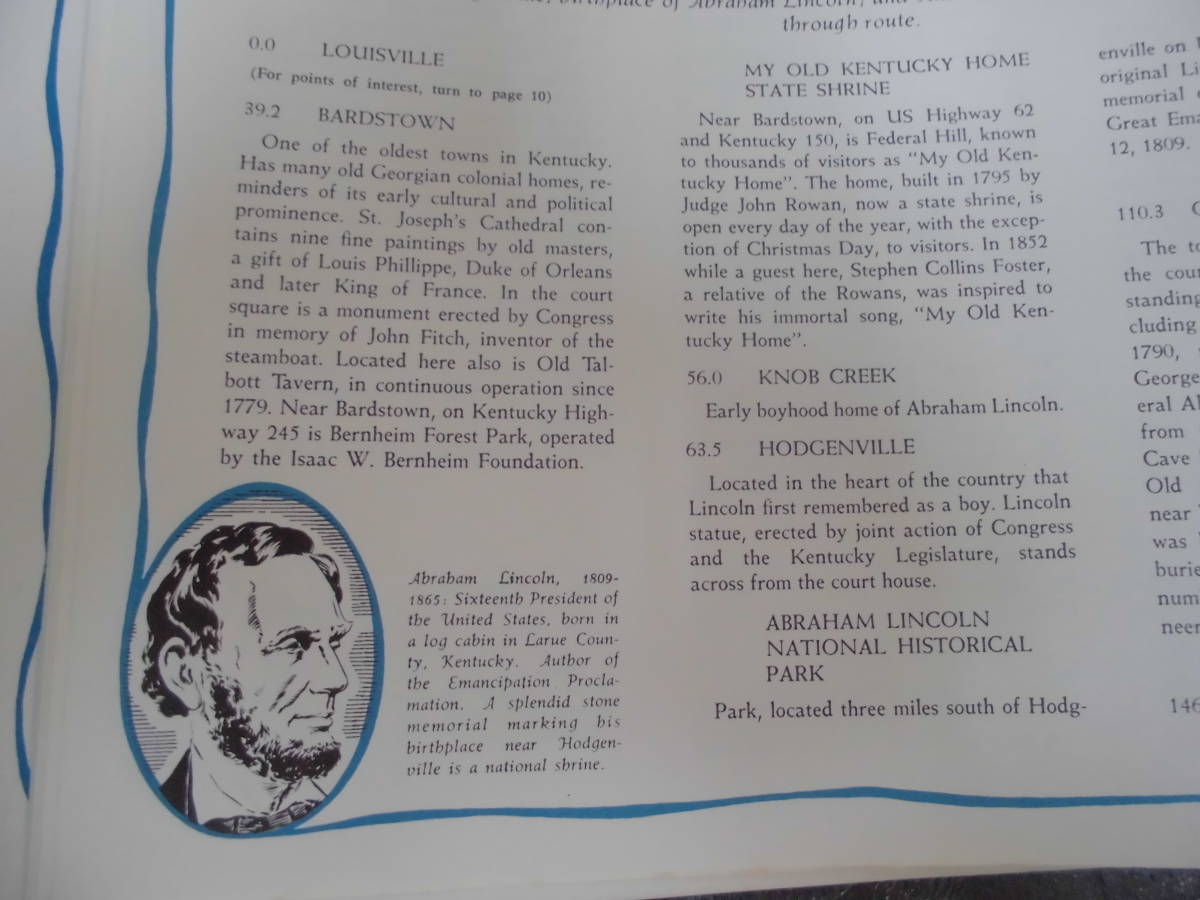 birthplace of Abraham Lincoln, and
through route.
0.0 LOUISVILLE
(For points of interest, turn to page 10)
39.2 BARDSTOWN
One of the oldest towns in Kentucky.
Has many old Georgian colonial homes, re-
minders of its early cultural and political
prominence. St. Joseph's Cathedral con-
tains nine fine paintings by old masters,
a gift of Louis Phillippe, Duke of Orleans
and later King of France. In the court
square is a monument erected by Congress
in memory of John Fitch, inventor of the
steamboat. Located here also is Old Tal-
bott Tavern, in continuous operation since
1779. Near Bardstown, on Kentucky High-
way 245 is Bernheim Forest Park, operated
by the Isaac W. Bernheim Foundation.
Abraham Lincoln, 1809-
1865: Sixteenth President of
the United States, born in
a log cabin in Larue Coun-
ty, Kentucky. Author of
the Emancipation Procla-
mation. A splendid stone
memorial marking his
birthplace near Hodgen-
ville is a national shrine.
MY OLD KENTUCKY HOME
STATE SHRINE
Near Bardstown, on US Highway 62
and Kentucky 150, is Federal Hill, known
to thousands of visitors as "My Old Ken-
tucky Home". The home, built in 1795 by
Judge John Rowan, now a state shrine, is
open every day of the year, with the excep-
tion of Christmas Day, to visitors. In 1852
while a guest here, Stephen Collins Foster,
a relative of the Rowans, was inspired to
write his immortal song, "My Old Ken-
tucky Home".
56.0 KNOB CREEK
Early boyhood home of Abraham Lincoln.
63.5 HODGENVILLE
Located in the heart of the country that
Lincoln first remembered as a boy. Lincoln
statue, erected by joint action of Congress
and the Kentucky Legislature, stands
across from the court house.
ABRAHAM LINCOLN
NATIONAL HISTORICAL
PARK
Park, located three miles south of Hodg-
enville on
original Li
memorial
Great Ema
12, 1809.
110.3
The to
the cour
standing
cluding
1790,
George
eral Al
from
Cave
Old
near
was
burie
num
neer
146